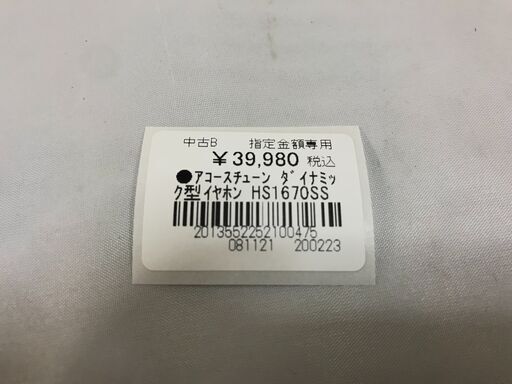 中古B 指定金額専用
¥39,980 税込
●アコースチューン ダイナミッ
ク型イヤホン HS1670SS
2013552252100475
081121 200223